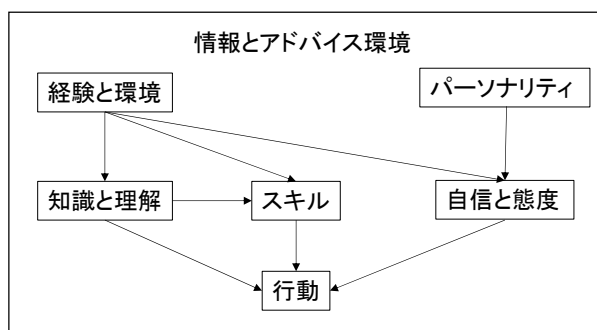 情報とアドバイス環境
経験と環境
パーソナリティ
知識と理解
スキル
自信と態度
行動